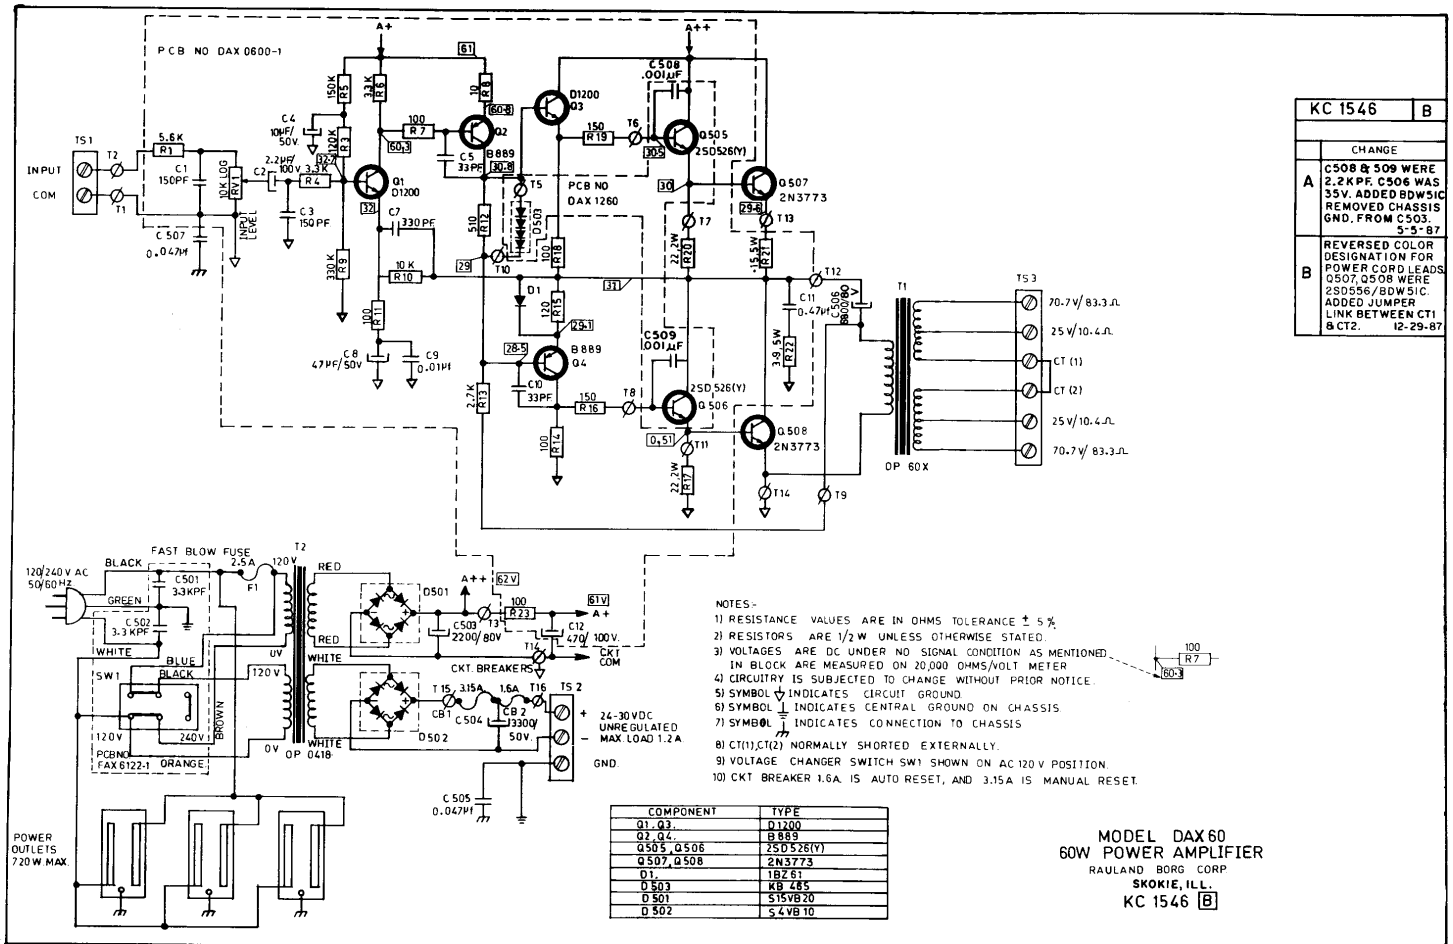 PCB NO DAX 0600-1
A+
A++
61
150K
R5
3.3K
R6
10
R8
C508
.001µF
D1200
Q3
C4
10µF/
50V.
120K
R3
100
R7
60.8
Q2
B889
30.8
150
R19
T6
30.5
Q505
2SD526(Y)
TS1
T2
5.6K
R1
INPUT
COM
T1
C1
150PF
10K LOG
RV1
INPUT
LEVEL
C2
2.2µF/
100V
3.3K
R4
60.3
C5
33PF
Q1
D1200
32
C3
150PF
C7
330PF
510
R12
T5
D503
PCB NO
DAX 1260
30
Q507
2N3773
T13
T7
22,2W
R20
.15,5W
R21
C507
0.047µf
330K
R9
10K
R10
29
T10
100
R18
31
T12
D1
120
R15
29.1
C11
0.47µf
C506
V
T1
TS3
70.7V/83.3Ω
25V/10.4Ω
CT (1)
CT (2)
25V/10.4Ω
70.7V/83.3Ω
100
R11
C8
47µF/50V
C9
0.01µf
28.5
B889
Q4
C509
.001µF
3.9,5W
R22
2.7K
R13
C10
33PF
150
R16
T8
2SD526(Y)
Q506
0.51
T11
Q508
2N3773
100
R14
22,2W
R17
T14
T9
OP 60X
KC 1546 B
CHANGE
A C508 & 509 WERE
2.2KPF. C506 WAS
35V. ADDED BDW51C
REMOVED CHASSIS
GND. FROM C503.
5-5-87
B REVERSED COLOR
DESIGNATION FOR
POWER CORD LEADS
Q507,Q508 WERE
2SD556/BDW51C.
ADDED JUMPER
LINK BETWEEN CT1
& CT2. 12-29-87
120/240V AC
50/60Hz
BLACK
FAST BLOW FUSE
2.5A
F1
120V
T2
RED
GREEN
C501
3.3KPF
C502
3.3KPF
WHITE
BLUE
BLACK
SW1
0V
120V
RED
WHITE
D501
A++
62V
C503
2200/80V
T3
100
R23
61V
A+
C12
470/100V.
CKT
COM
T14
CKT. BREAKERS
120V
240V
BROWN
PCBNO
FAX6122-1
ORANGE
0V
OP 0418
WHITE
D502
T15
CB1
3.15A
1.6A
CB2
T16
TS2
C504
3300/
50V.
+
24-30VDC
UNREGULATED
MAX. LOAD 1.2A
-
GND.
C505
0.047µf
POWER
OUTLETS
720W.MAX.
NOTES:-
1) RESISTANCE VALUES ARE IN OHMS TOLERANCE ± 5%
2) RESISTORS ARE 1/2 W UNLESS OTHERWISE STATED.
3) VOLTAGES ARE DC UNDER NO SIGNAL CONDITION AS MENTIONED
IN BLOCK ARE MEASURED ON 20,000 OHMS/VOLT METER
4) CIRCUITRY IS SUBJECTED TO CHANGE WITHOUT PRIOR NOTICE.
5) SYMBOL INDICATES CIRCUIT GROUND.
6) SYMBOL INDICATES CENTRAL GROUND ON CHASSIS
7) SYMBOL INDICATES CONNECTION TO CHASSIS
8) CT(1),CT(2) NORMALLY SHORTED EXTERNALLY.
9) VOLTAGE CHANGER SWITCH SW1 SHOWN ON AC 120V POSITION.
10) CKT BREAKER 1.6A. IS AUTO RESET, AND 3.15A IS MANUAL RESET.
100
R7
60.3
COMPONENT TYPE
Q1.Q3. D1200
Q2,Q4. B889
Q505,Q506 2SD526(Y)
Q507,Q508 2N3773
D1. 1BZ61
D503 KB 465
D501 S15VB20
D502 S4VB10
MODEL DAX60
60W POWER AMPLIFIER
RAULAND BORG CORP
SKOKIE, ILL.
KC 1546 B